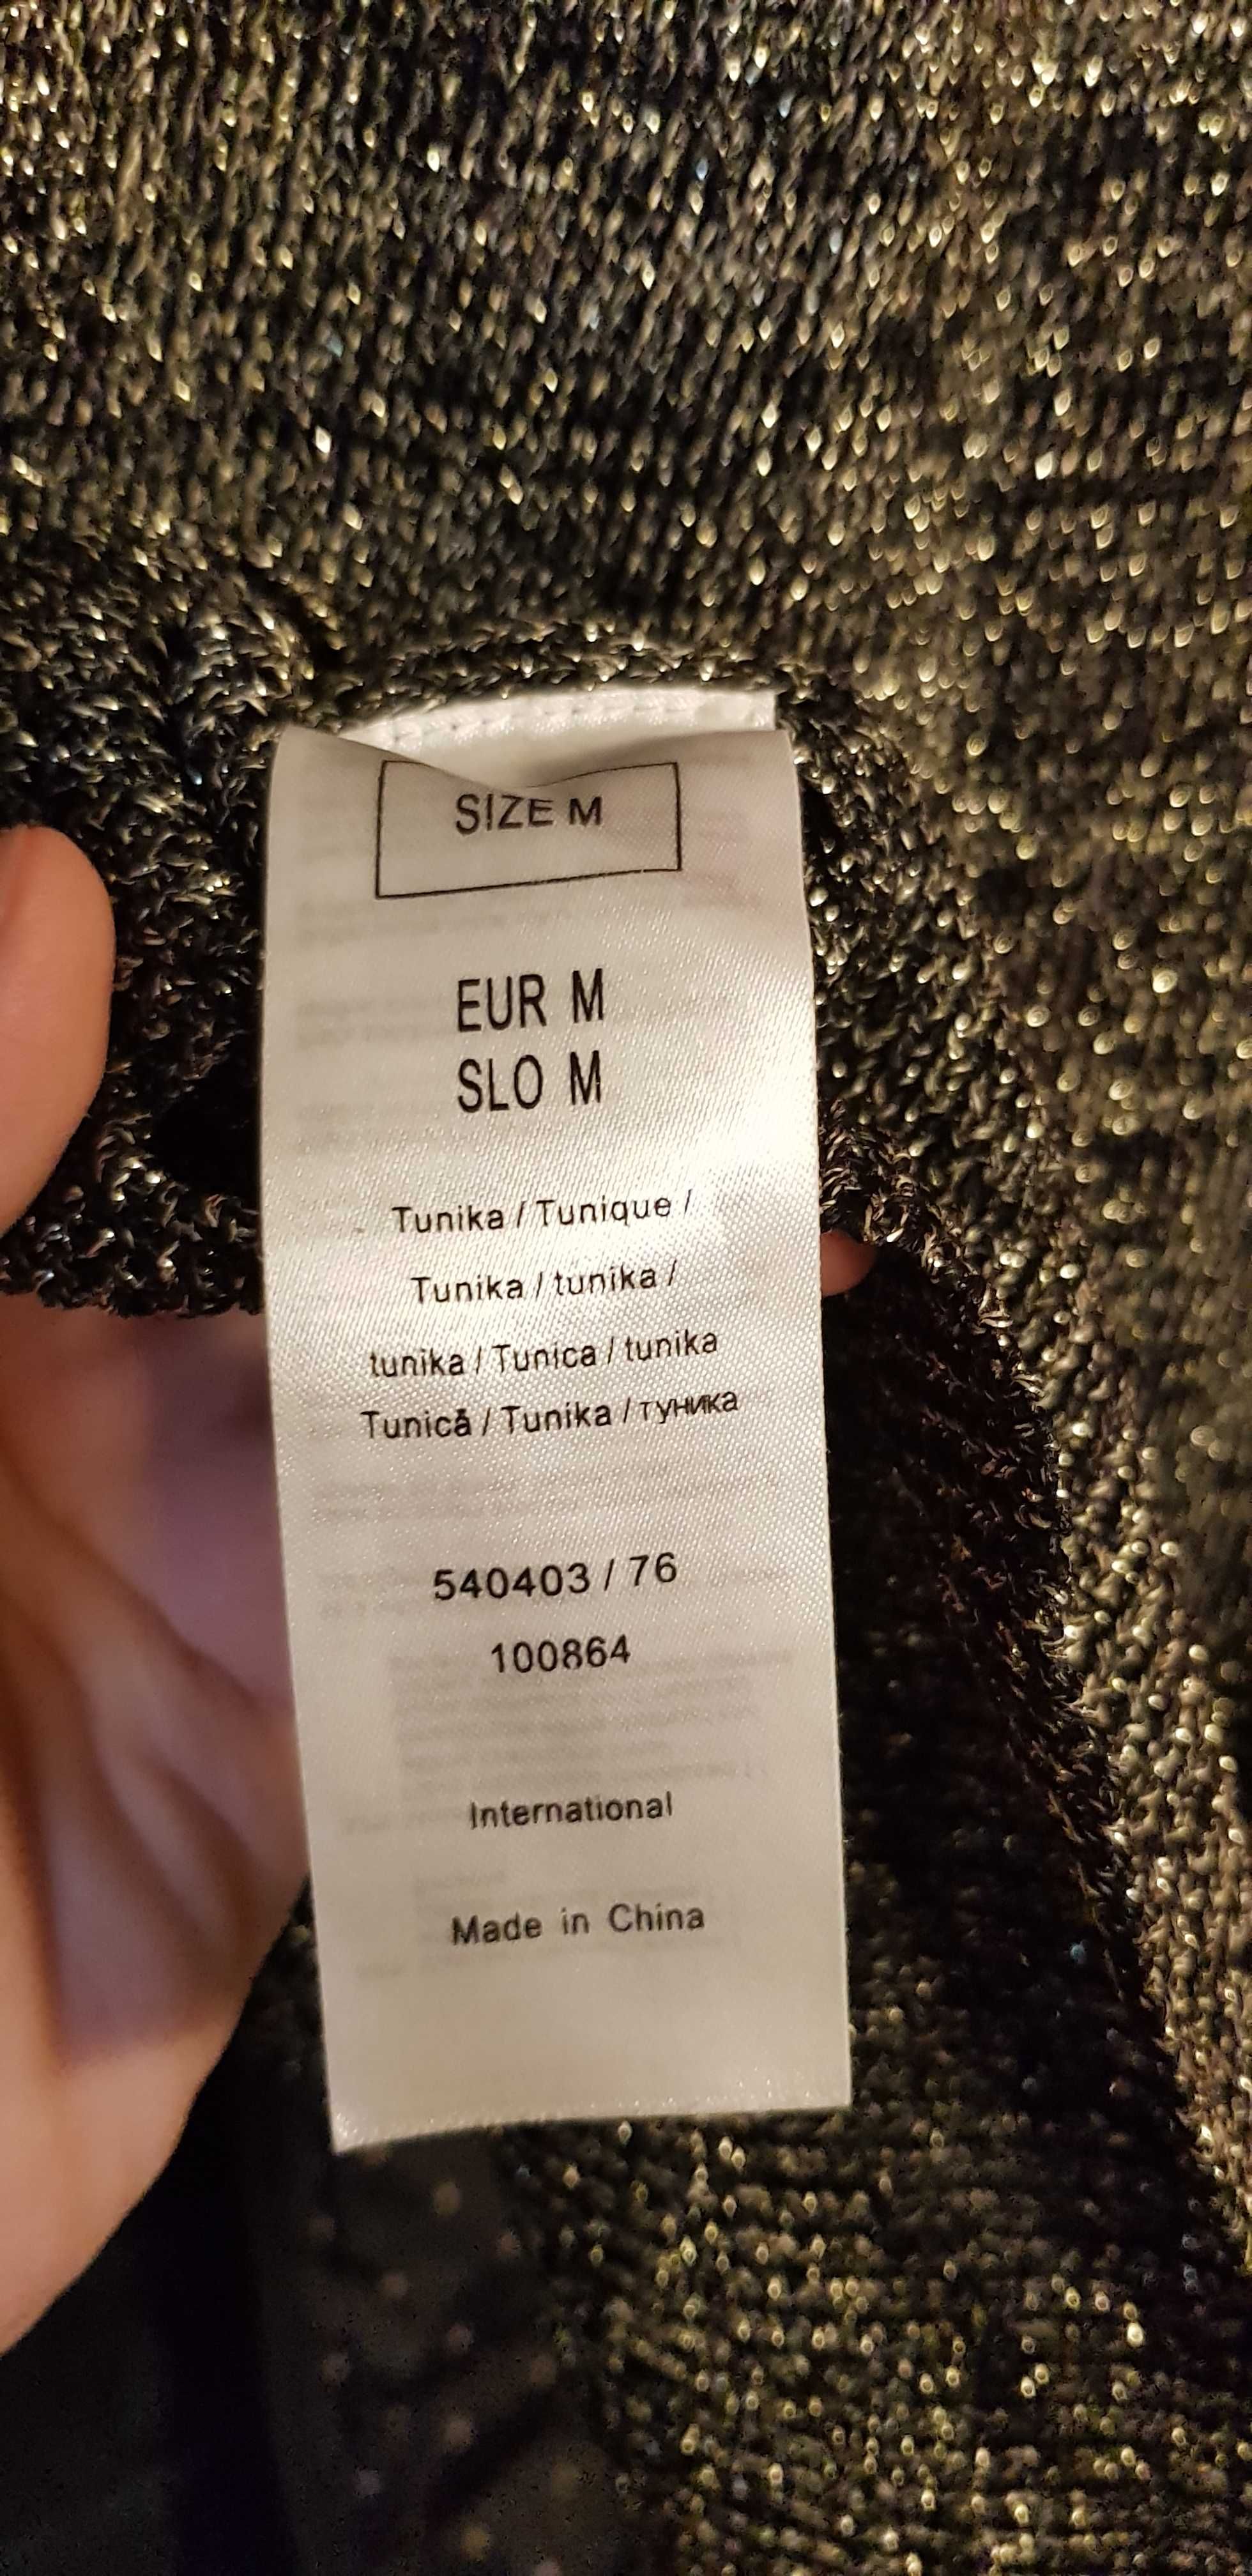 SIZE M
EUR M
SLO M
Tunika / Tunique /
Tunika / tunika /
tunika / Tunica / tunika
Tunică / Tunika / туника
540403 / 76
100864
International
Made in China